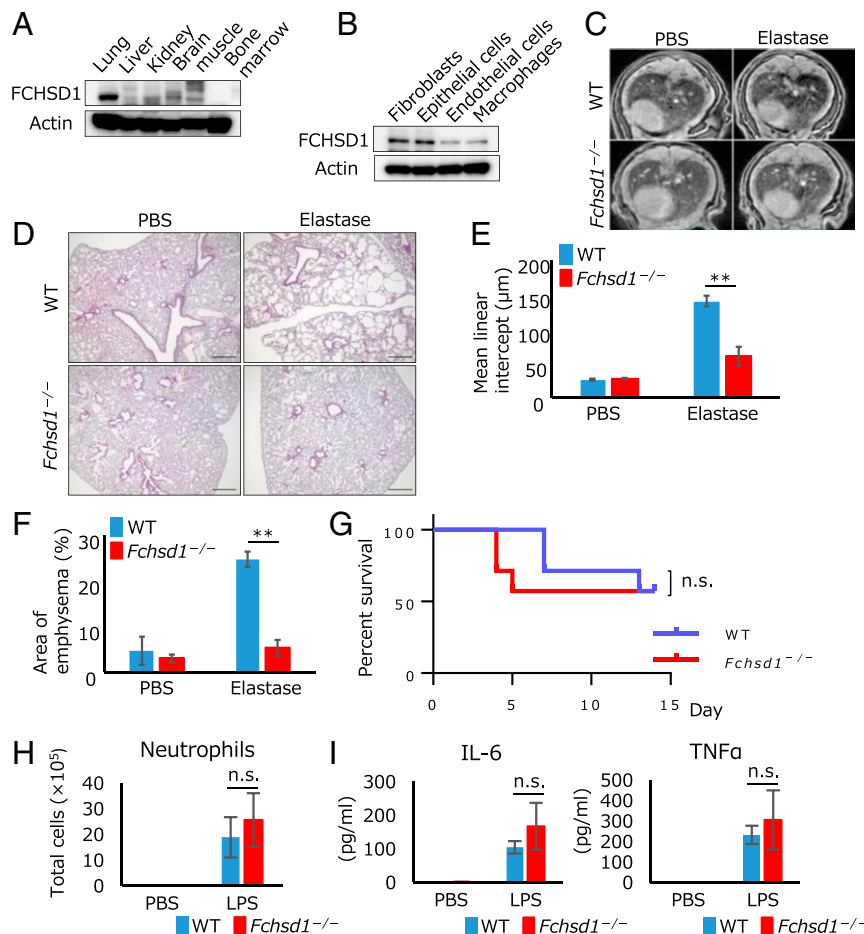 A
Lung
Liver
Kidney
Brain
muscle
Bone
marrow
FCHSD1
Actin
B
Fibroblasts
Epithelial cells
Endothelial cells
Macrophages
FCHSD1
Actin
C
PBS
Elastase
WT
Fchsd1−/−
D
PBS
Elastase
WT
Fchsd1−/−
E
WT
Fchsd1−/−
Mean linear
intercept (μm)
200
150
100
50
0
**
PBS
Elastase
F
WT
Fchsd1−/−
Area of
emphysema (%)
30
20
10
0
**
PBS
Elastase
G
Percent survival
100
50
0
0
5
10
15
Day
n.s.
WT
Fchsd1−/−
H
Neutrophils
Total cells (×10⁵)
40
30
20
10
0
n.s.
PBS
LPS
WT
Fchsd1−/−
I
IL-6
(pg/ml)
300
200
100
0
n.s.
PBS
LPS
TNFα
(pg/ml)
500
400
300
200
100
0
n.s.
PBS
LPS
WT
Fchsd1−/−